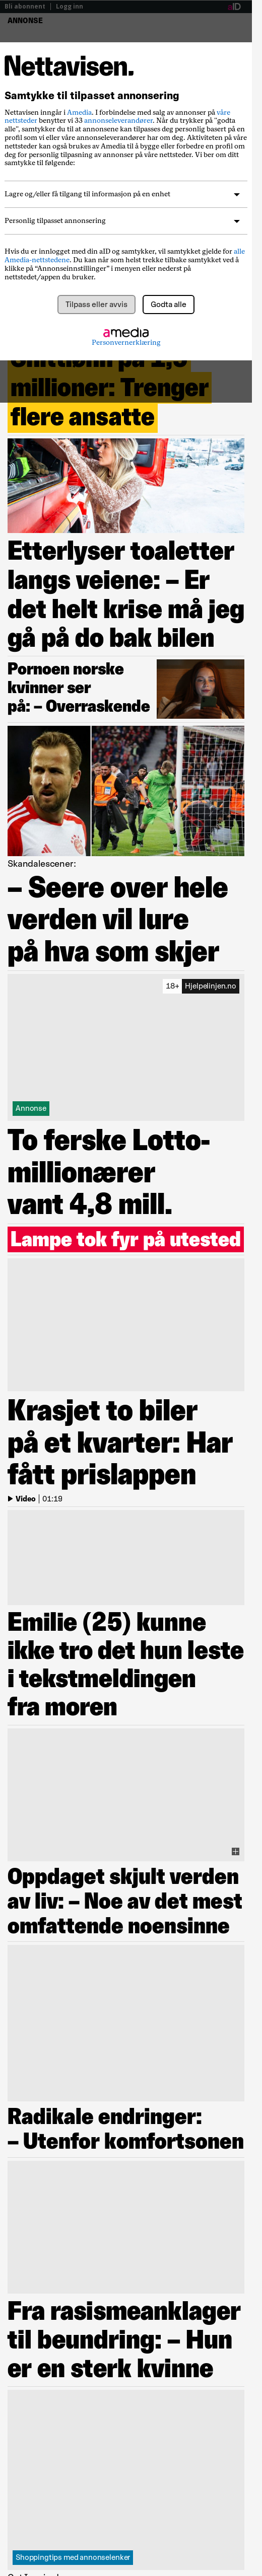 Bli abonnent | Logg inn
aID
ANNONSE
Nettavisen.
Samtykke til tilpasset annonsering
Nettavisen inngår i Amedia. I forbindelse med salg av annonser på våre
nettsteder benytter vi 33 annonseleverandører. Når du trykker på "godta
alle", samtykker du til at annonsene kan tilpasses deg personlig basert på en
profil som vi eller våre annonseleverandører har om deg. Aktiviteten på våre
nettsteder kan også brukes av Amedia til å bygge eller forbedre en profil om
deg for personlig tilpasning av annonser på våre nettsteder. Vi ber om ditt
samtykke til følgende:
Lagre og/eller få tilgang til informasjon på en enhet
Personlig tilpasset annonsering
Hvis du er innlogget med din aID og samtykker, vil samtykket gjelde for alle
Amedia-nettstedene. Du kan når som helst trekke tilbake samtykket ved å
klikke på “Annonseinnstillinger” i menyen eller nederst på
nettstedet/appen du bruker.
Tilpass eller avvis
Godta alle
amedia
Personvernerklæring
millioner: Trenger
flere ansatte
Etterlyser toaletter
langs veiene: – Er
det helt krise må jeg
gå på do bak bilen
Pornoen norske
kvinner ser
på: – Overraskende
Skandalescener:
– Seere over hele
verden vil lure
på hva som skjer
18+ Hjelpelinjen.no
Annonse
To ferske Lotto-
millionærer
vant 4,8 mill.
Lampe tok fyr på utested
Krasjet to biler
på et kvarter: Har
fått prislappen
Video | 01:19
Emilie (25) kunne
ikke tro det hun leste
i tekstmeldingen
fra moren
Oppdaget skjult verden
av liv: – Noe av det mest
omfattende noensinne
Radikale endringer:
– Utenfor komfortsonen
Fra rasismeanklager
til beundring: – Hun
er en sterk kvinne
Shoppingtips med annonselenker